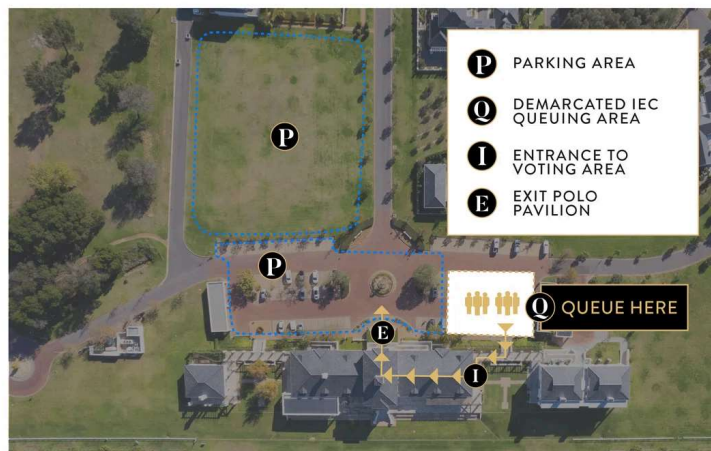 P PARKING AREA
Q DEMARCATED IEC
QUEUING AREA
I ENTRANCE TO
VOTING AREA
E EXIT POLO
PAVILION
P
P
Q QUEUE HERE
E
I